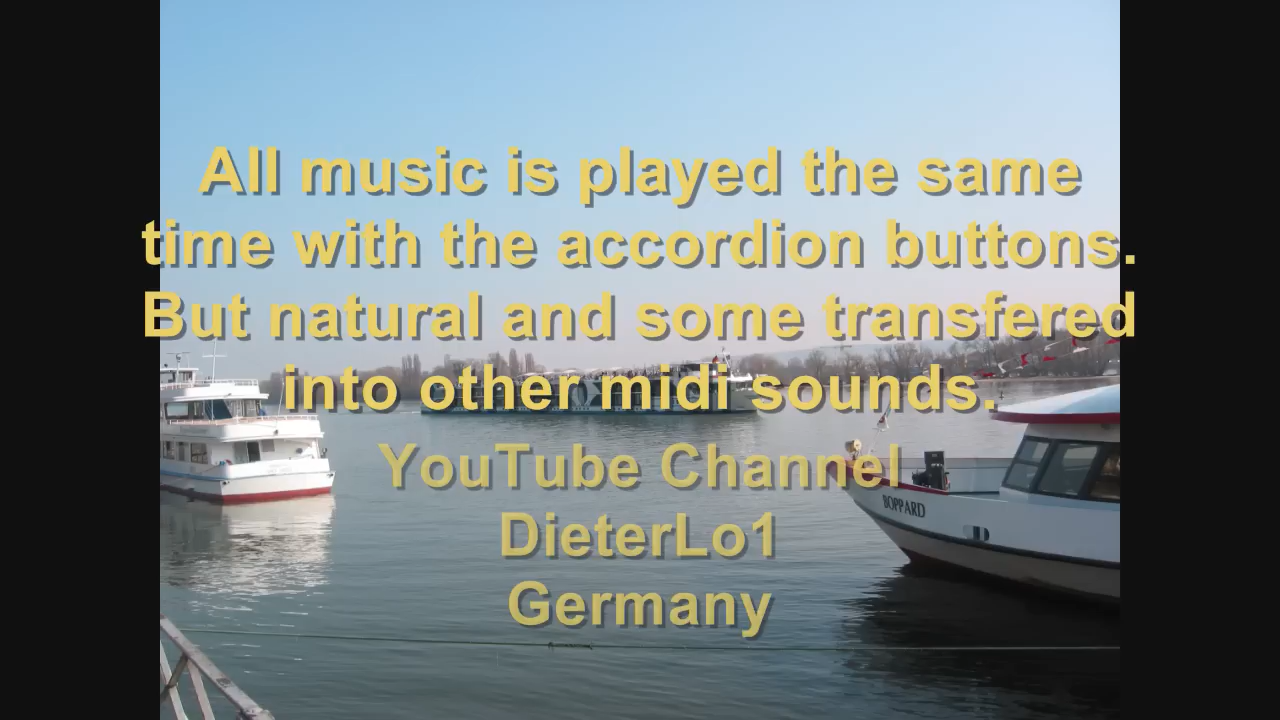 All music is played the same
time with the accordion buttons.
But natural and some transfered
into other midi sounds.
YouTube Channel
DieterLo1
Germany
BOPPARD